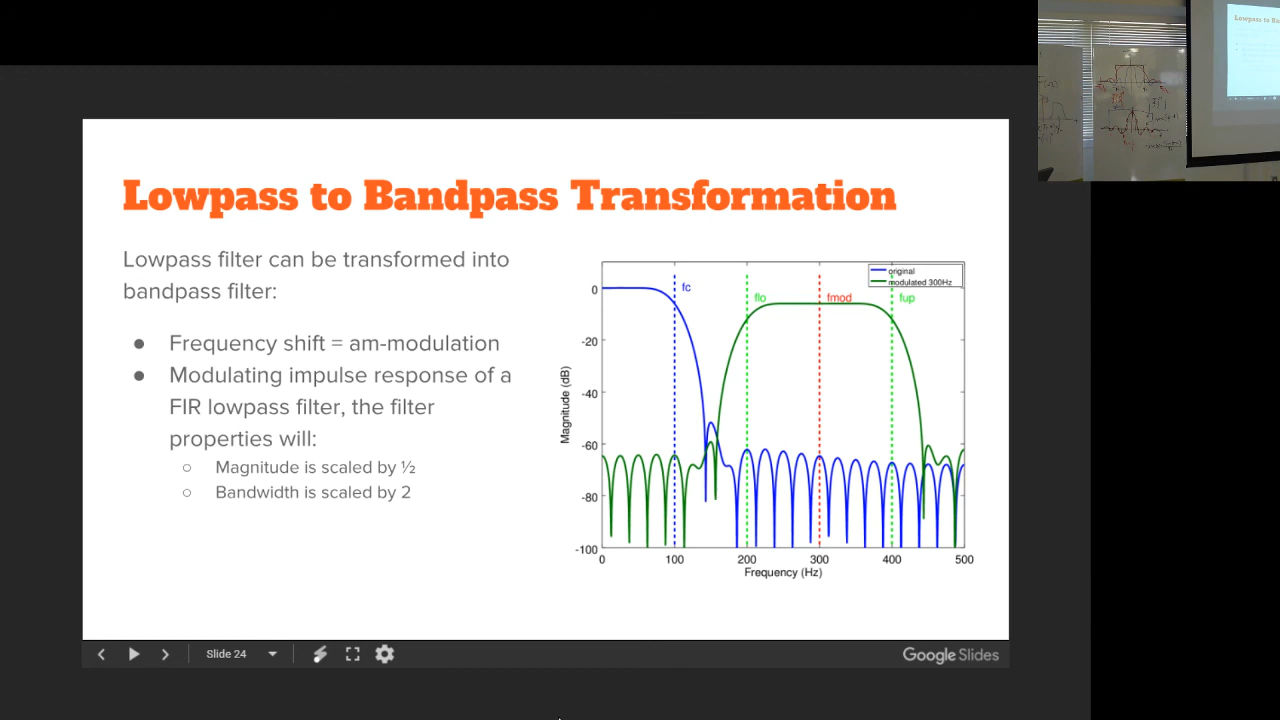 Lowpass to Ba
Lowpass to Bandpass Transformation
Lowpass filter can be transformed into
bandpass filter:
● Frequency shift = am-modulation
● Modulating impulse response of a
FIR lowpass filter, the filter
properties will:
○ Magnitude is scaled by ½
○ Bandwidth is scaled by 2
original
modulated 300Hz
fc
flo
fmod
fup
0
-20
-40
-60
-80
-100
Magnitude (dB)
0 100 200 300 400 500
Frequency (Hz)
Slide 24
Google Slides